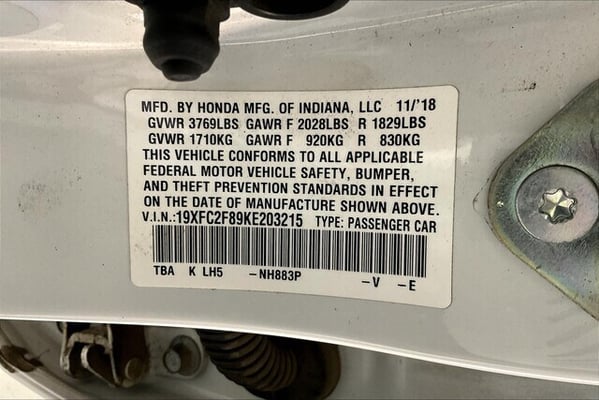 MFD. BY HONDA MFG. OF INDIANA, LLC 11/'18
GVWR 3769LBS GAWR F 2028LBS R 1829LBS
GVWR 1710KG GAWR F 920KG R 830KG
THIS VEHICLE CONFORMS TO ALL APPLICABLE
FEDERAL MOTOR VEHICLE SAFETY, BUMPER,
AND THEFT PREVENTION STANDARDS IN EFFECT
ON THE DATE OF MANUFACTURE SHOWN ABOVE.
V.I.N.:19XFC2F89KE203215 TYPE: PASSENGER CAR
TBA K LH5 -NH883P -V -E